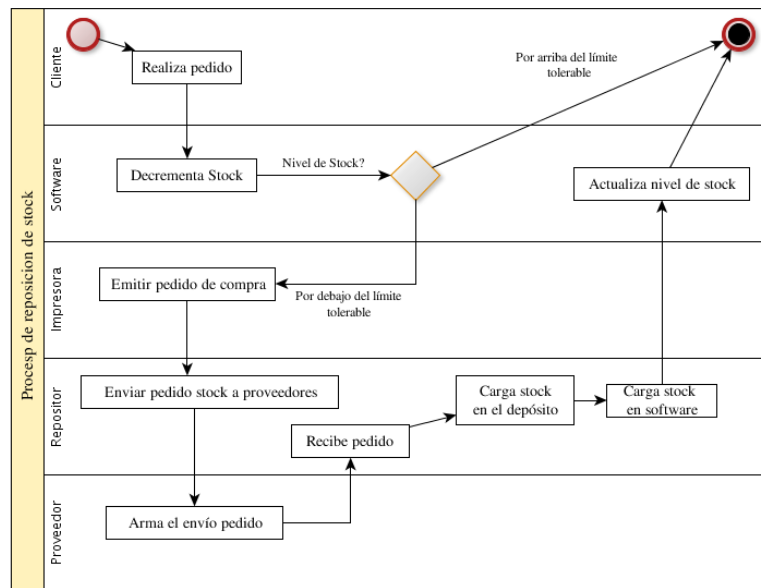 Procesp de reposicion de stock
Cliente
Realiza pedido
Por arriba del límite
tolerable
Software
Decrementa Stock
Nivel de Stock?
Actualiza nivel de stock
Impresora
Emitir pedido de compra
Por debajo del límite
tolerable
Repositor
Enviar pedido stock a proveedores
Recibe pedido
Carga stock
en el depósito
Carga stock
en software
Proveedor
Arma el envío pedido